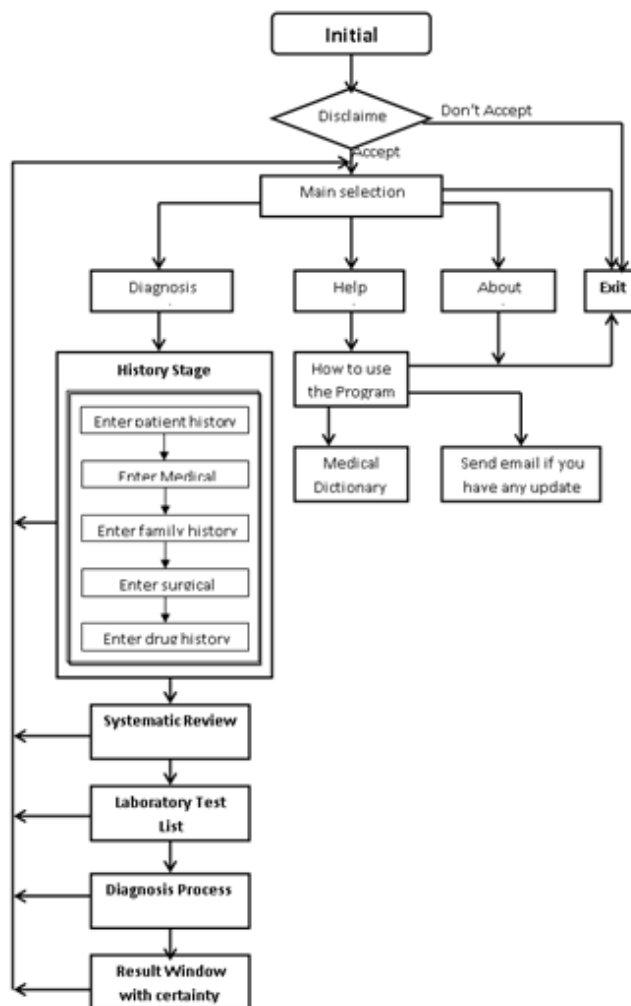 Initial
Disclaime
Don't Accept
Accept
Main selection
Diagnosis
Help
About
Exit
History Stage
How to use
the Program
Enter patient history
Enter Medical
Medical
Dictionary
Send email if you
have any update
Enter family history
Enter surgical
Enter drug history
Systematic Review
Laboratory Test
List
Diagnosis Process
Result Window
with certainty